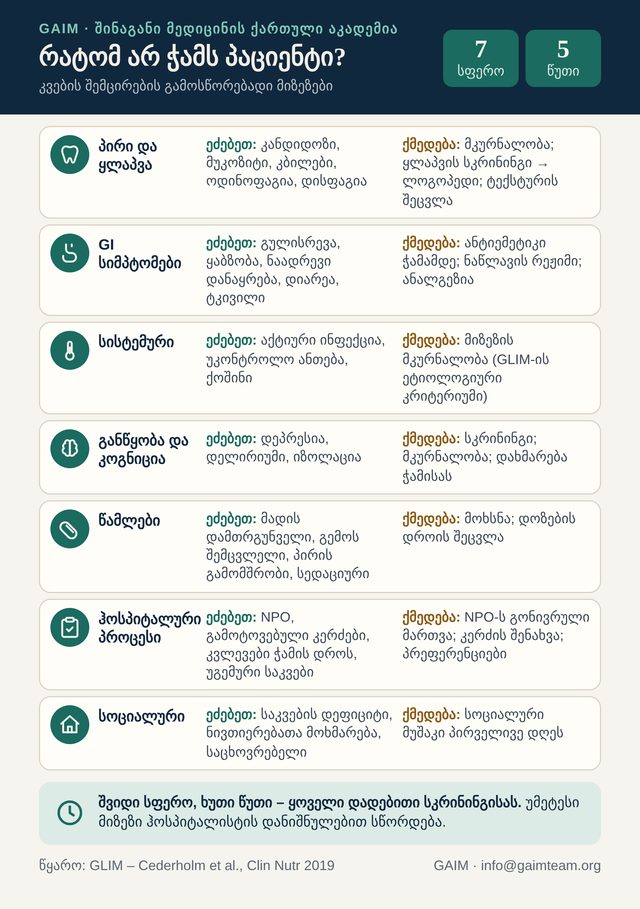 GAIM · შინაგანი მედიცინის ქართული აკადემია
რატომ არ ჭამს პაციენტი?
კვების შემცირების გამოსწორებადი მიზეზები
7
სფერო
5
წუთი
პირი და
ყლაპვა
ეძებეთ: კანდიდოზი,
მუკოზიტი, კბილები,
ოდინოფაგია, დისფაგია
ქმედება: მკურნალობა;
ყლაპვის სკრინინგი →
ლოგოპედი; ტექსტურის
შეცვლა
GI
სიმპტომები
ეძებეთ: გულისრევა,
ყაბზობა, ნაადრევი
დანაყრება, დიარეა,
ტკივილი
ქმედება: ანტიემეტიკი
ჭამამდე; ნაწლავის რეჟიმი;
ანალგეზია
სისტემური
ეძებეთ: აქტიური ინფექცია,
უკონტროლო ანთება,
ქოშინი
ქმედება: მიზეზის
მკურნალობა (GLIM-ის
ეტიოლოგიური
კრიტერიუმი)
განწყობა და
კოგნიცია
ეძებეთ: დეპრესია,
დელირიუმი, იზოლაცია
ქმედება: სკრინინგი;
მკურნალობა; დახმარება
ჭამისას
წამლები
ეძებეთ: მადის
დამთრგუნველი, გემოს
შემცვლელი, პირის
გამომშრობი, სედაციური
ქმედება: მოხსნა; დოზების
დროის შეცვლა
ჰოსპიტალური
პროცესი
ეძებეთ: NPO,
გამოტოვებული კერძები,
კვლევები ჭამის დროს,
უგემური საკვები
ქმედება: NPO-ს გონივრული
მართვა; კერძის შენახვა;
პრეფერენციები
სოციალური
ეძებეთ: საკვების დეფიციტი,
ნივთიერებათა მოხმარება,
საცხოვრებელი
ქმედება: სოციალური
მუშაკი პირველივე დღეს
შვიდი სფერო, ხუთი წუთი – ყოველი დადებითი სკრინინგისას. უმეტესი
მიზეზი ჰოსპიტალისტის დანიშნულებით სწორდება.
წყარო: GLIM – Cederholm et al., Clin Nutr 2019
GAIM · info@gaimteam.org